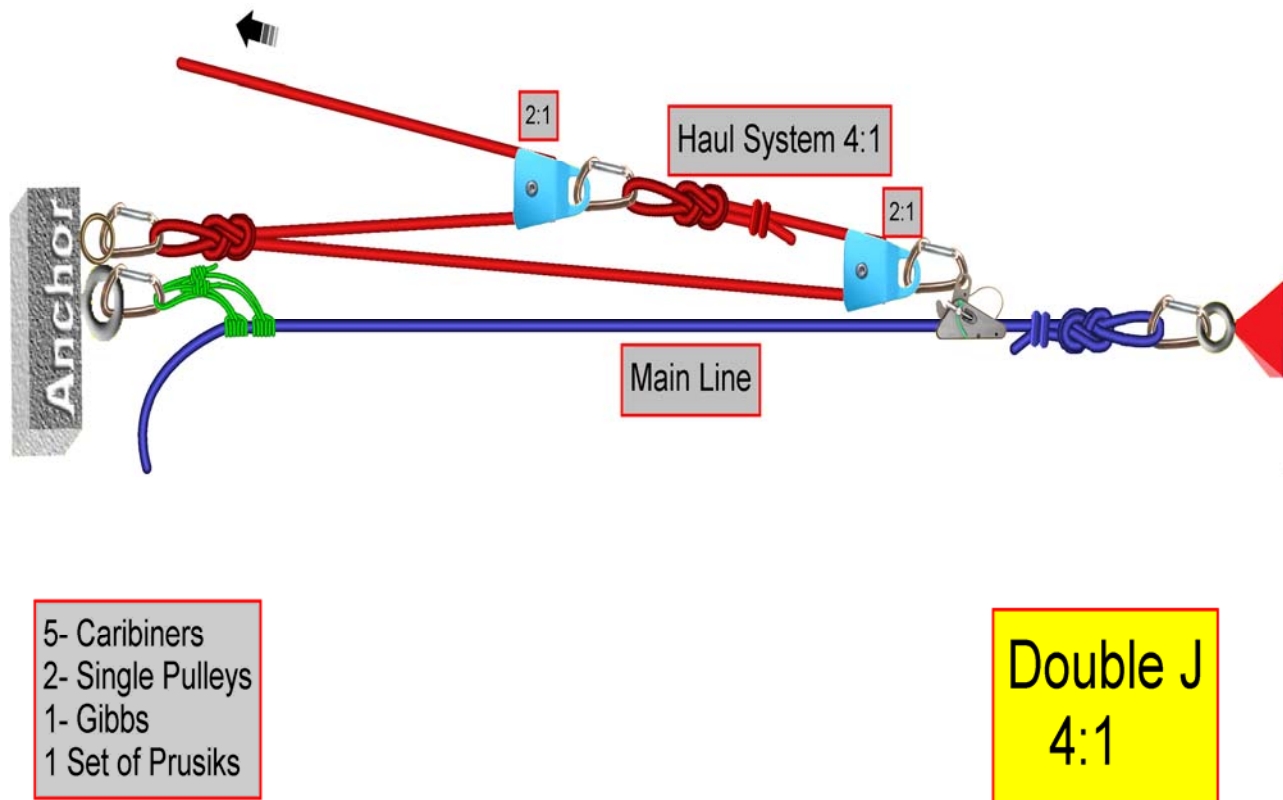 2:1
Haul System 4:1
2:1
Anchor
Main Line
5- Caribiners
2- Single Pulleys
1- Gibbs
1 Set of Prusiks
Double J
4:1